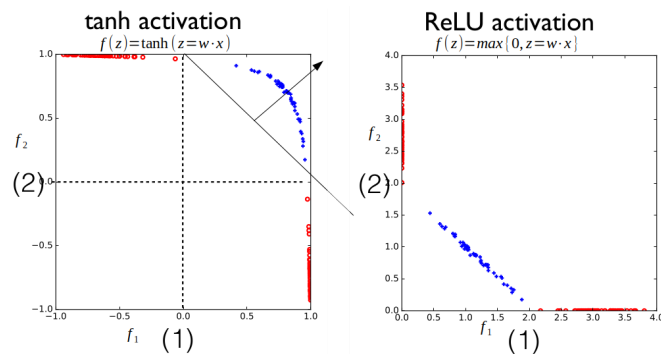 tanh activation
f(z)=tanh(z=w·x)
1.0
0.5
0.0
−0.5
−1.0
f2
(2)
−1.0 −0.5 0.0 0.5 1.0
f1
(1)
ReLU activation
f(z)=max{0, z=w·x}
4.0
3.5
3.0
2.5
2.0
1.5
1.0
0.5
0.0
f2
(2)
0.0 0.5 1.0 1.5 2.0 2.5 3.0 3.5 4.0
f1
(1)